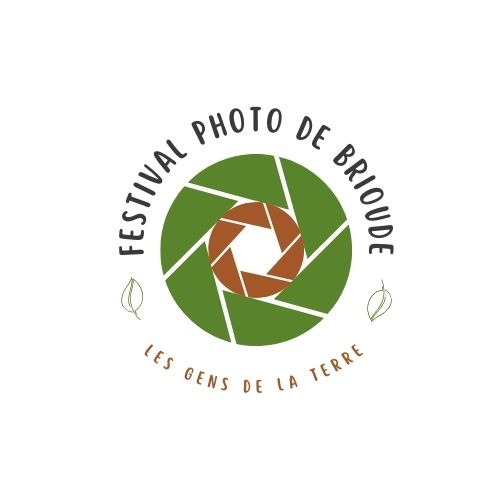 FESTIVAL PHOTO DE BRIOUDE
LES GENS DE LA TERRE